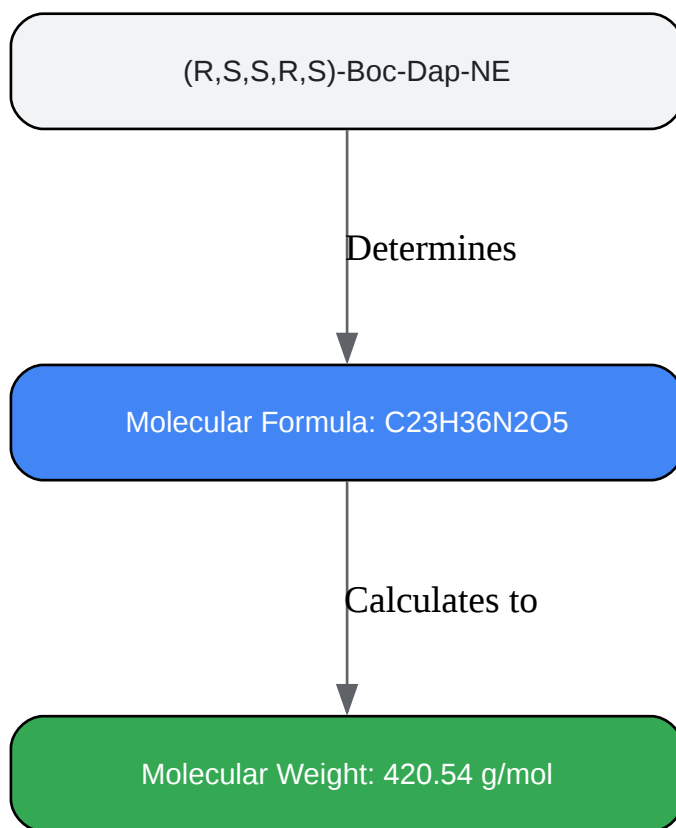 (R,S,S,R,S)-Boc-Dap-NE
Determines
Molecular Formula: C23H36N2O5
Calculates to
Molecular Weight: 420.54 g/mol